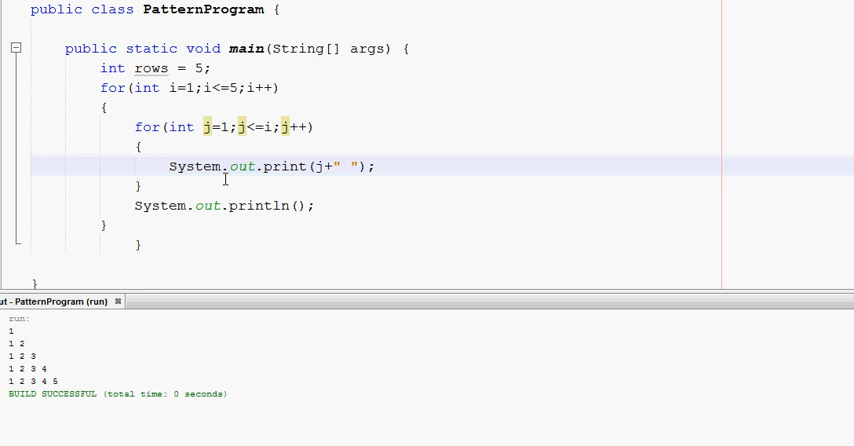 public class PatternProgram {
public static void main(String[] args) {
int rows = 5;
for(int i=1;i<=5;i++)
{
for(int j=1;j<=i;j++)
{
System.out.print(j+" ");
}
System.out.println();
}
}
}
ut - PatternProgram (run)
run:
1
1 2
1 2 3
1 2 3 4
1 2 3 4 5
BUILD SUCCESSFUL (total time: 0 seconds)